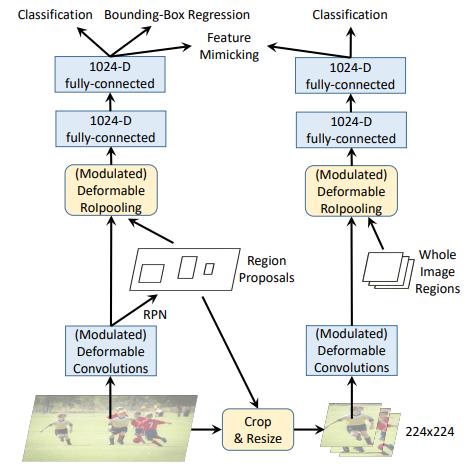 Classification
Bounding-Box Regression
Classification
Feature
Mimicking
1024-D
fully-connected
1024-D
fully-connected
1024-D
fully-connected
1024-D
fully-connected
(Modulated)
Deformable
RoIpooling
(Modulated)
Deformable
RoIpooling
Region
Proposals
Whole
Image
Regions
RPN
(Modulated)
Deformable
Convolutions
(Modulated)
Deformable
Convolutions
Crop
& Resize
224x224